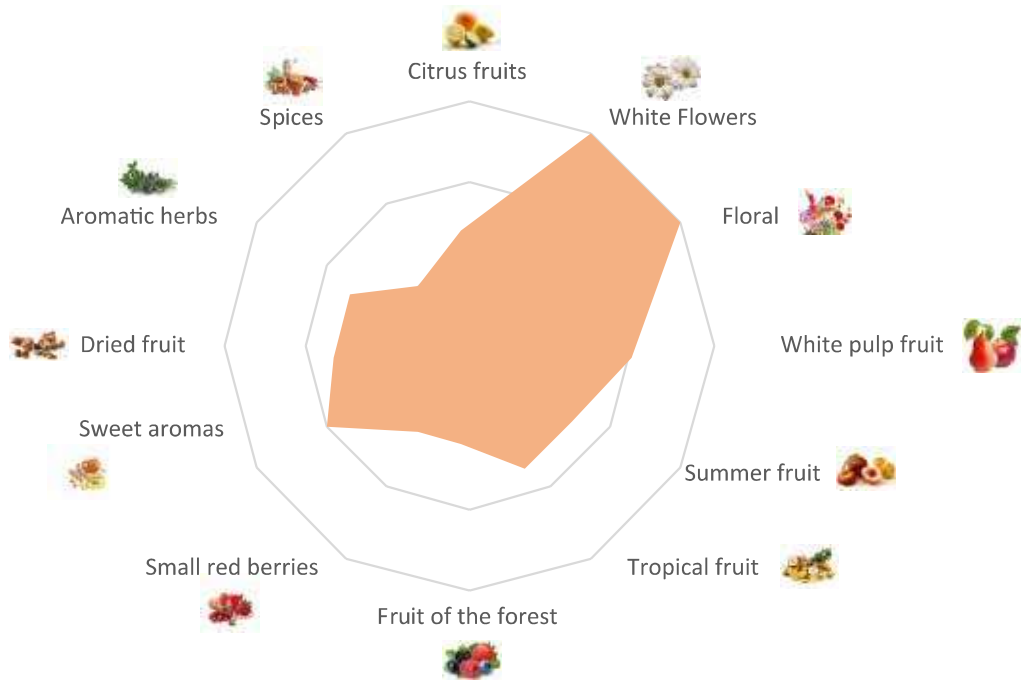 Citrus fruits
White Flowers
Floral
White pulp fruit
Summer fruit
Tropical fruit
Fruit of the forest
Small red berries
Sweet aromas
Dried fruit
Aromatic herbs
Spices